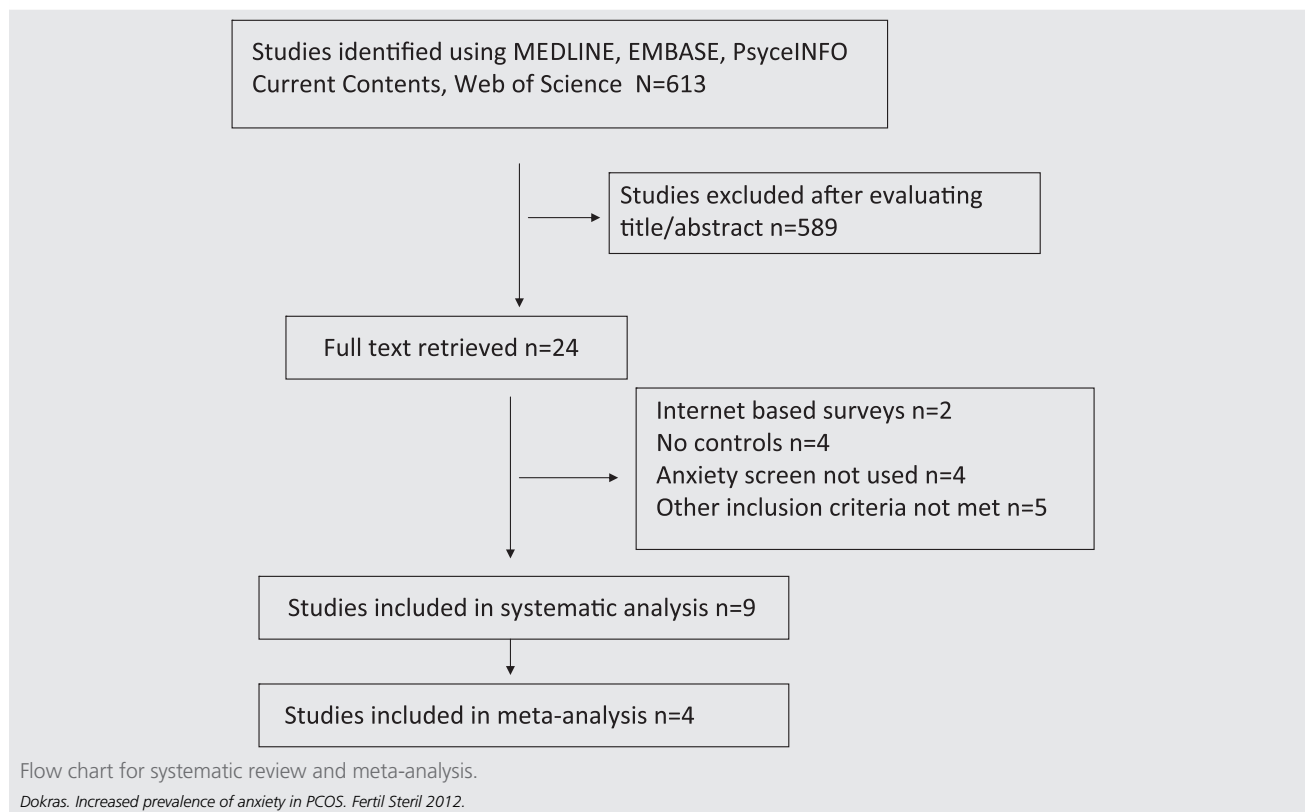 Studies identified using MEDLINE, EMBASE, PsyceINFO
Current Contents, Web of Science N=613
Studies excluded after evaluating
title/abstract n=589
Full text retrieved n=24
Internet based surveys n=2
No controls n=4
Anxiety screen not used n=4
Other inclusion criteria not met n=5
Studies included in systematic analysis n=9
Studies included in meta-analysis n=4
Flow chart for systematic review and meta-analysis.
Dokras. Increased prevalence of anxiety in PCOS. Fertil Steril 2012.